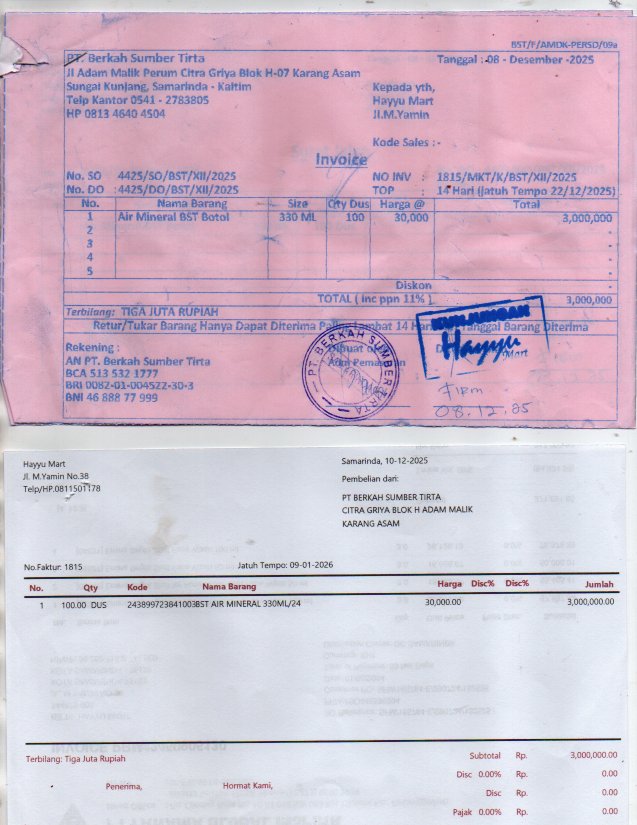 BST/F/AMDK-PERSD/09a
PT. Berkah Sumber Tirta
Tanggal : 08 - Desember -2025
Jl Adam Malik Perum Citra Griya Blok H-07 Karang Asam
Sungai Kunjang, Samarinda - Kaltim
Kepada yth,
Telp Kantor 0541 - 2783805
Hayyu Mart
HP 0813 4640 4504
Jl.M.Yamin
Kode Sales : -
Invoice
No. SO : 4425/SO/BST/XII/2025
NO INV : 1815/MKT/K/BST/XII/2025
No. DO : 4425/DO/BST/XII/2025
TOP : 14 Hari (Jatuh Tempo 22/12/2025)
No. Nama Barang Size Qty Dus Harga @ Total
1 Air Mineral BST Botol 330 ML 100 30,000 3,000,000
2 -
3 -
4 -
5 -
Diskon -
TOTAL ( inc ppn 11% ) 3,000,000
Terbilang: TIGA JUTA RUPIAH
Retur/Tukar Barang Hanya Dapat Diterima Paling Lambat 14 Hari Tanggal Barang Diterima
Rekening :
AN PT. Berkah Sumber Tirta
BCA 513 532 1777
BRI 0082-01-004522-30-3
BNI 46 888 77 999
Dibuat
Adm Pemasaran
PT BERKAH SUMBER TIRTA
Hayyu Mart
08.12.25
Hayyu Mart
Jl. M.Yamin No.38
Telp/HP.0811501178
Samarinda, 10-12-2025
Pembelian dari:
PT BERKAH SUMBER TIRTA
CITRA GRIYA BLOK H ADAM MALIK
KARANG ASAM
No.Faktur: 1815
Jatuh Tempo: 09-01-2026
No. Qty Kode Nama Barang Harga Disc% Disc% Jumlah
1 100.00 DUS 243899723841003BST AIR MINERAL 330ML/24 30,000.00 3,000,000.00
Terbilang: Tiga Juta Rupiah
Subtotal Rp. 3,000,000.00
Disc 0.00% Rp. 0.00
Penerima, Hormat Kami,
Disc Rp. 0.00
Pajak 0.00% Rp. 0.00